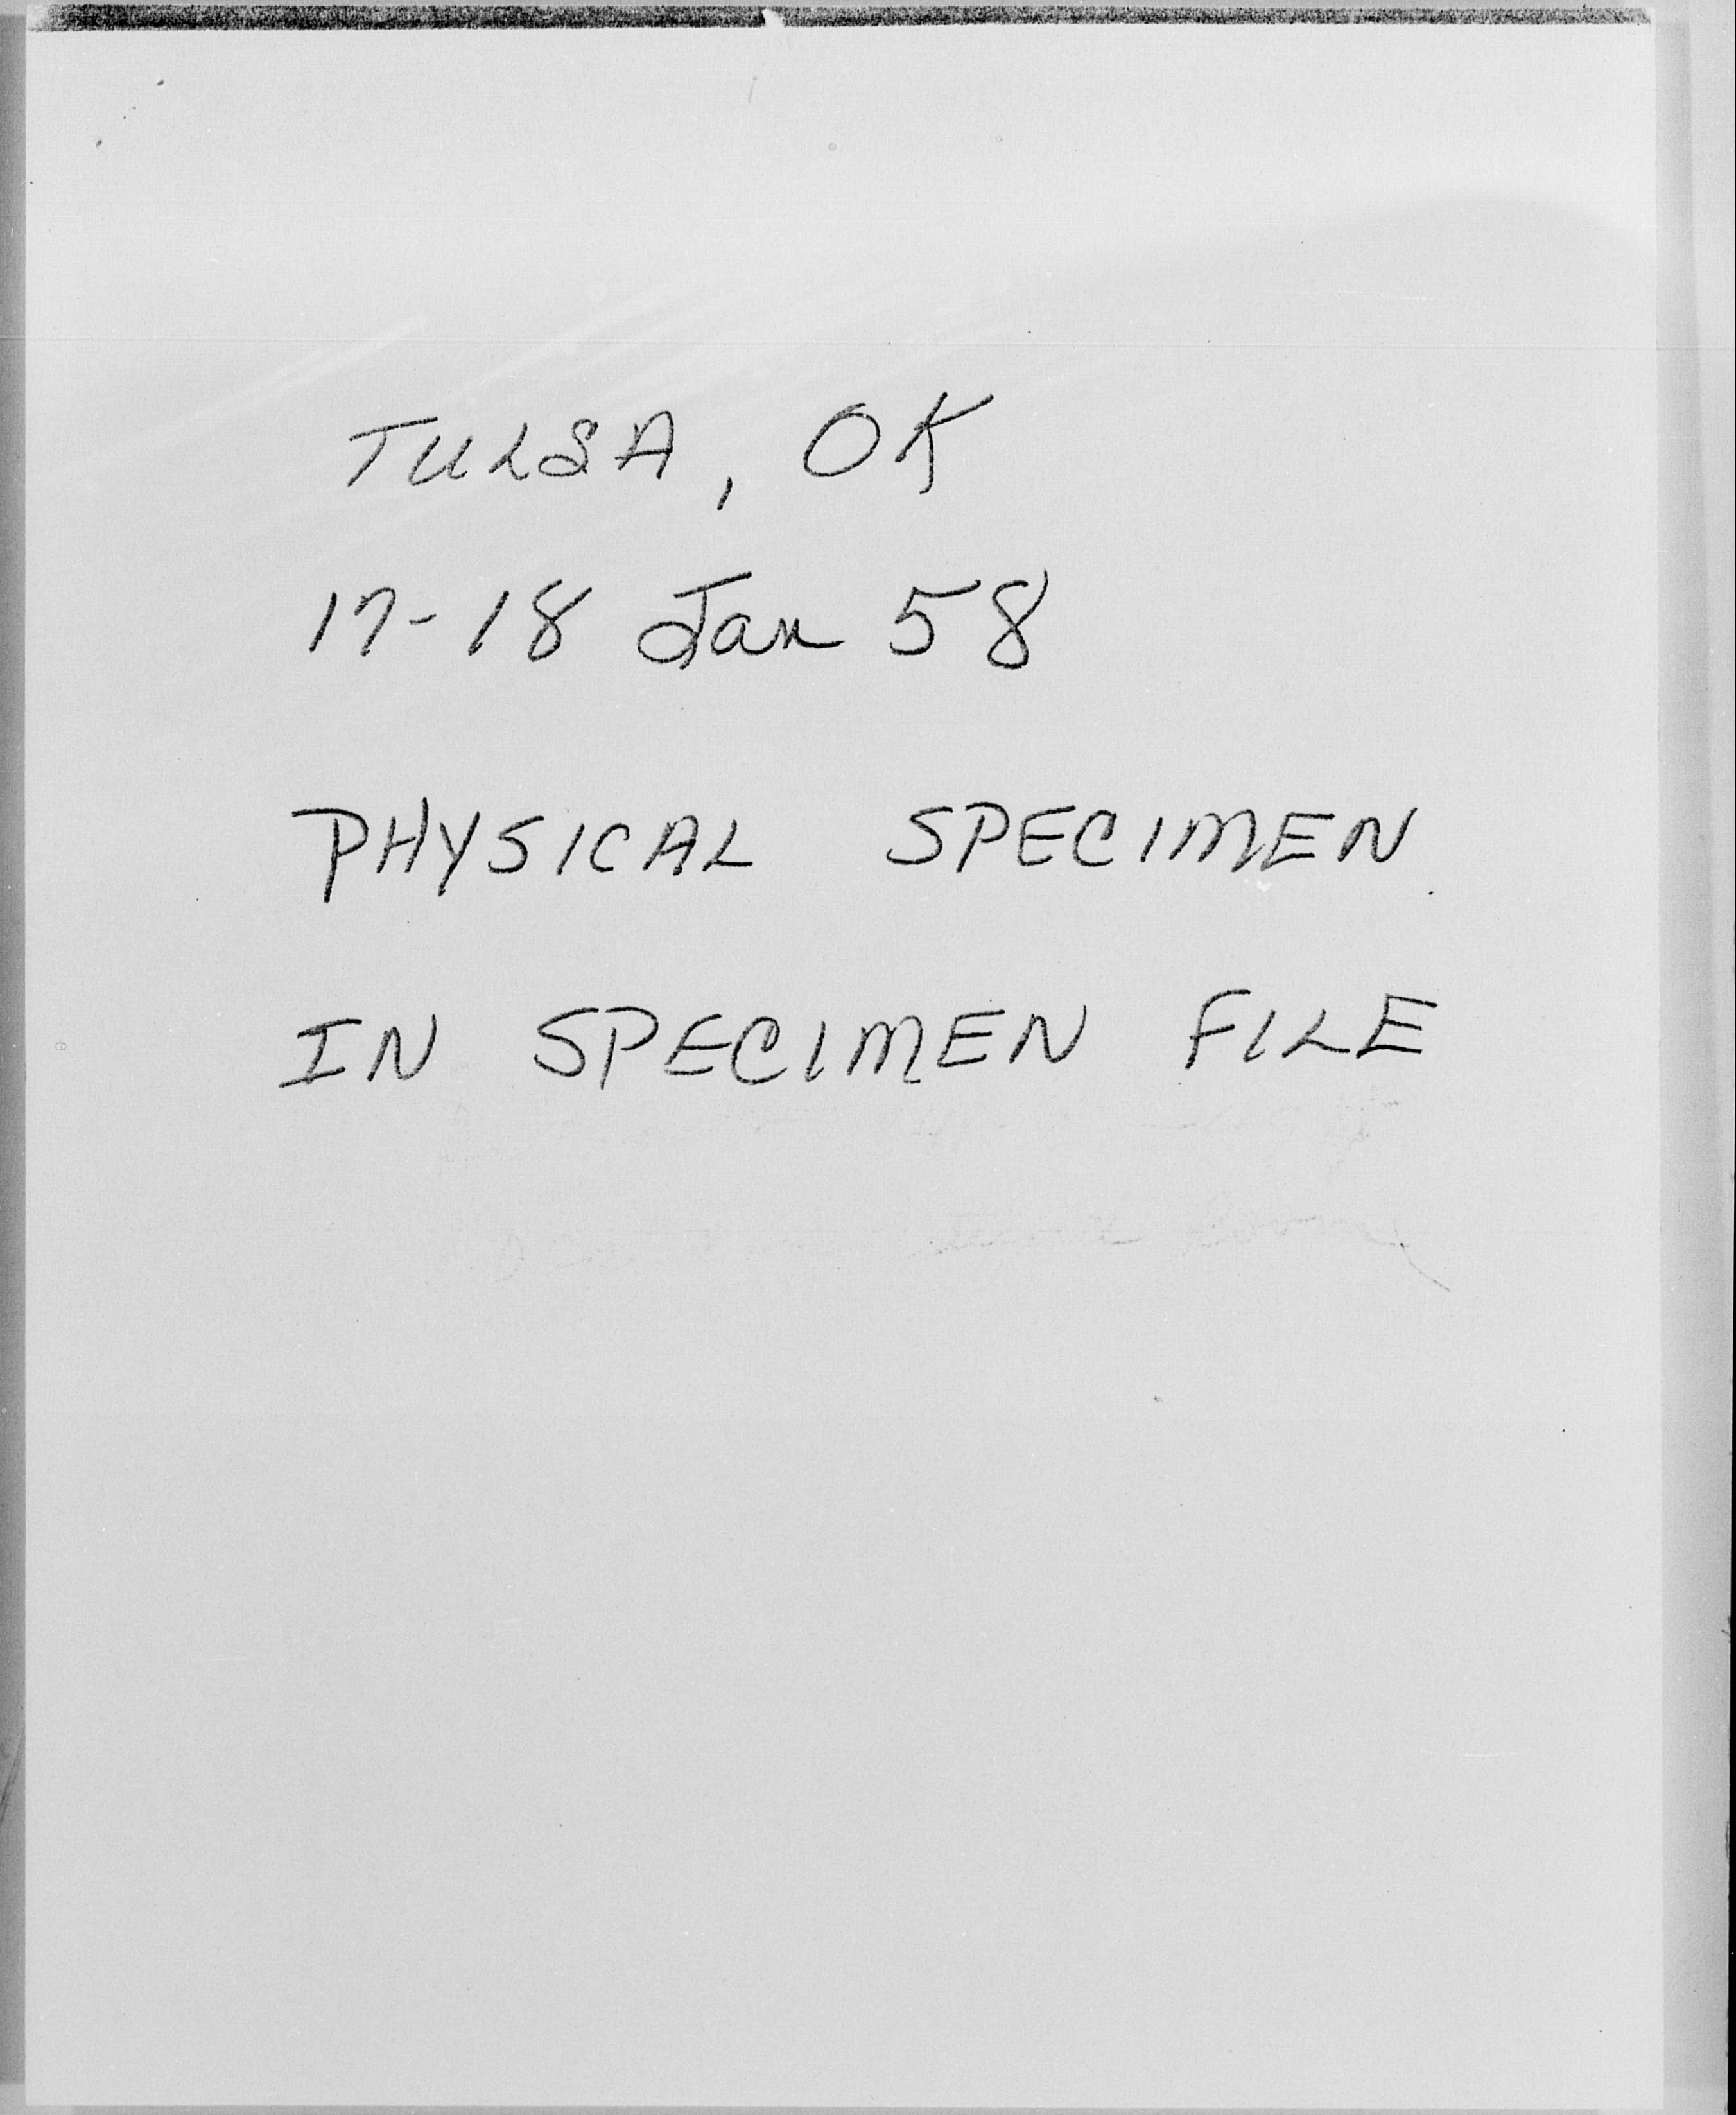 TULSA, OK
17-18 Jan 58
PHYSICAL SPECIMEN
IN SPECIMEN FILE